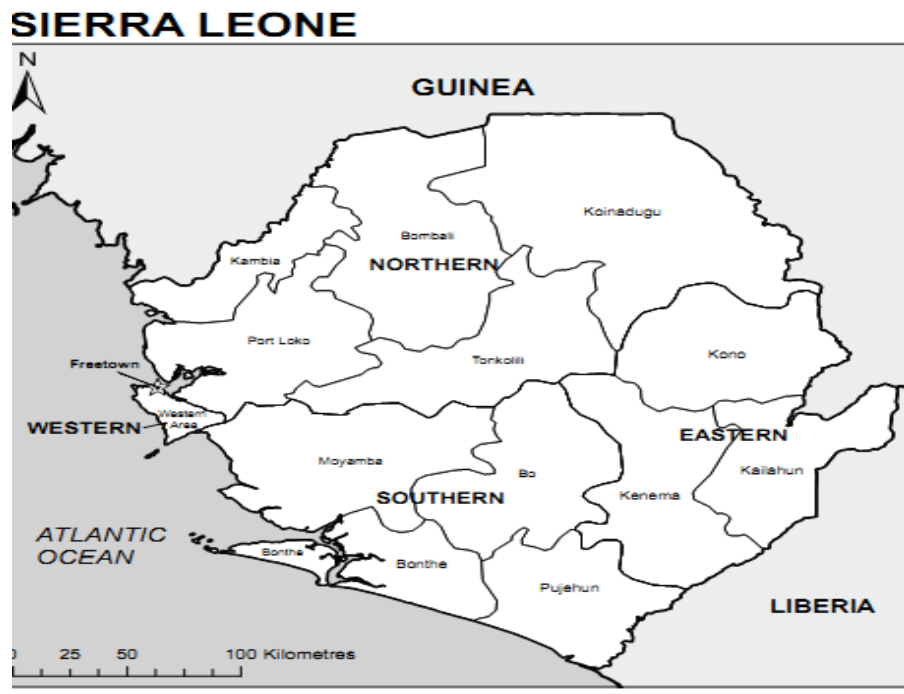 SIERRA LEONE
N
GUINEA
Koinadugu
Bombali
Kambia
NORTHERN
Port Loko
Tonkolili
Kono
Freetown
Western
Area
WESTERN
EASTERN
Moyamba
Bo
Kailahun
Kenema
SOUTHERN
ATLANTIC
OCEAN
Bonthe
Bonthe
Pujehun
LIBERIA
0 25 50 100 Kilometres